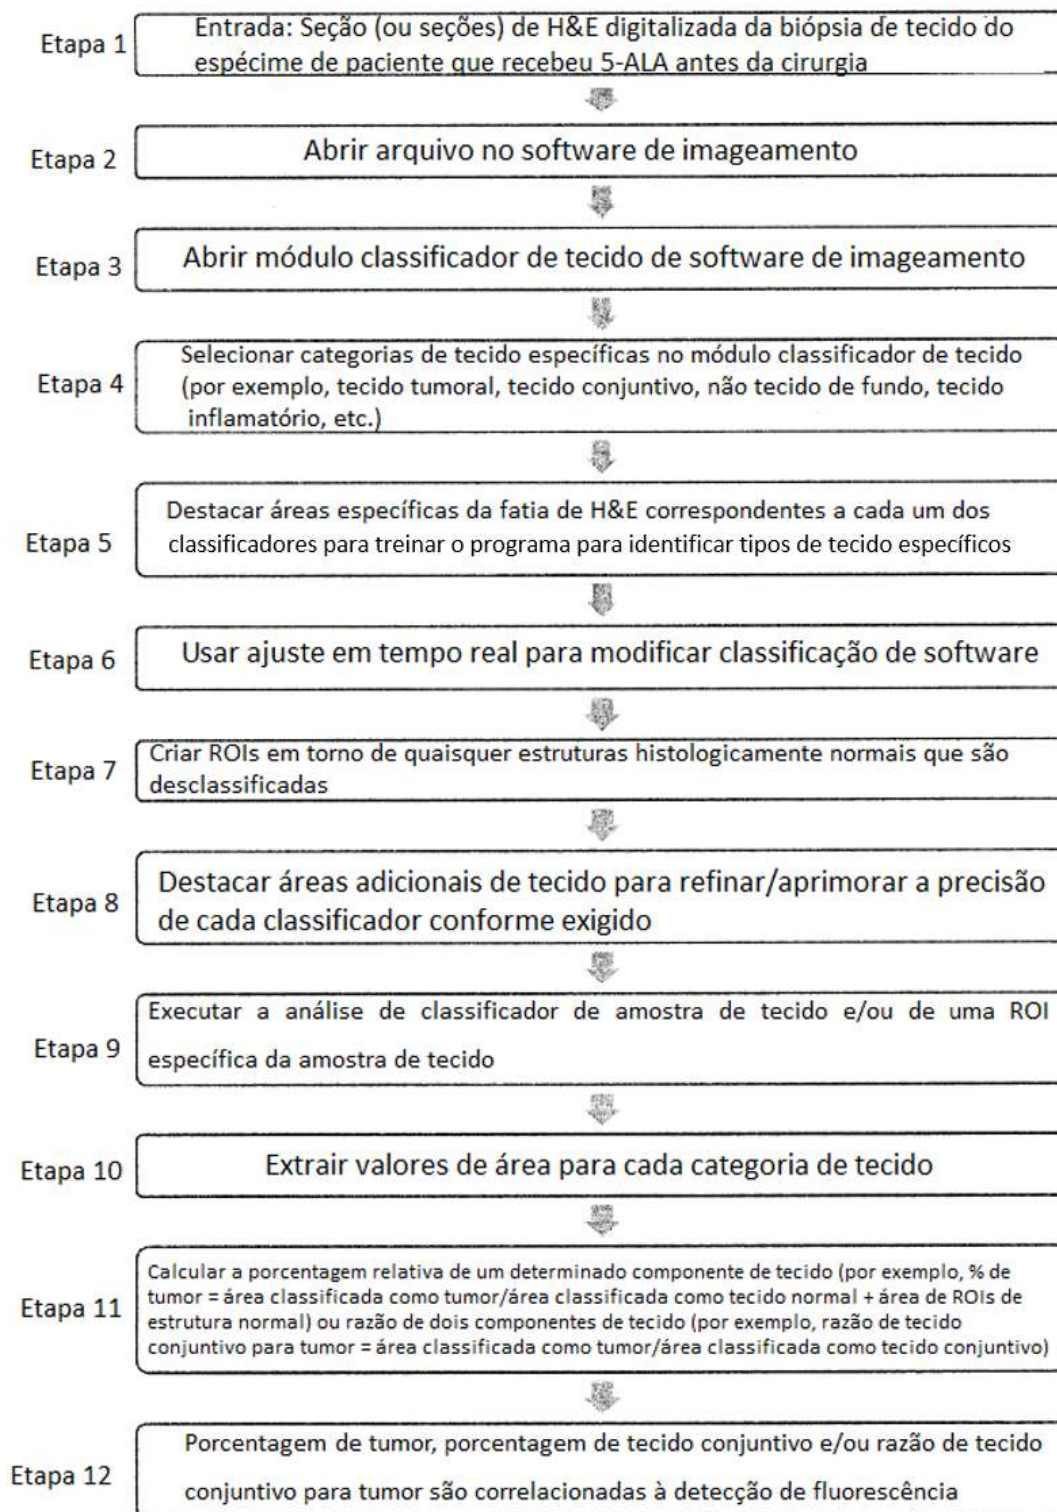 Etapa 1
Entrada: Seção (ou seções) de H&E digitalizada da biópsia de tecido do
espécime de paciente que recebeu 5-ALA antes da cirurgia
Etapa 2
Abrir arquivo no software de imageamento
Etapa 3
Abrir módulo classificador de tecido de software de imageamento
Etapa 4
Selecionar categorias de tecido específicas no módulo classificador de tecido
(por exemplo, tecido tumoral, tecido conjuntivo, não tecido de fundo, tecido
inflamatório, etc.)
Etapa 5
Destacar áreas específicas da fatia de H&E correspondentes a cada um dos
classificadores para treinar o programa para identificar tipos de tecido específicos
Etapa 6
Usar ajuste em tempo real para modificar classificação de software
Etapa 7
Criar ROIs em torno de quaisquer estruturas histologicamente normais que são
desclassificadas
Etapa 8
Destacar áreas adicionais de tecido para refinar/aprimorar a precisão
de cada classificador conforme exigido
Etapa 9
Executar a análise de classificador de amostra de tecido e/ou de uma ROI
específica da amostra de tecido
Etapa 10
Extrair valores de área para cada categoria de tecido
Etapa 11
Calcular a porcentagem relativa de um determinado componente de tecido (por exemplo, % de
tumor = área classificada como tumor/área classificada como tecido normal + área de ROIs de
estrutura normal) ou razão de dois componentes de tecido (por exemplo, razão de tecido
conjuntivo para tumor = área classificada como tumor/área classificada como tecido conjuntivo)
Etapa 12
Porcentagem de tumor, porcentagem de tecido conjuntivo e/ou razão de tecido
conjuntivo para tumor são correlacionadas à detecção de fluorescência